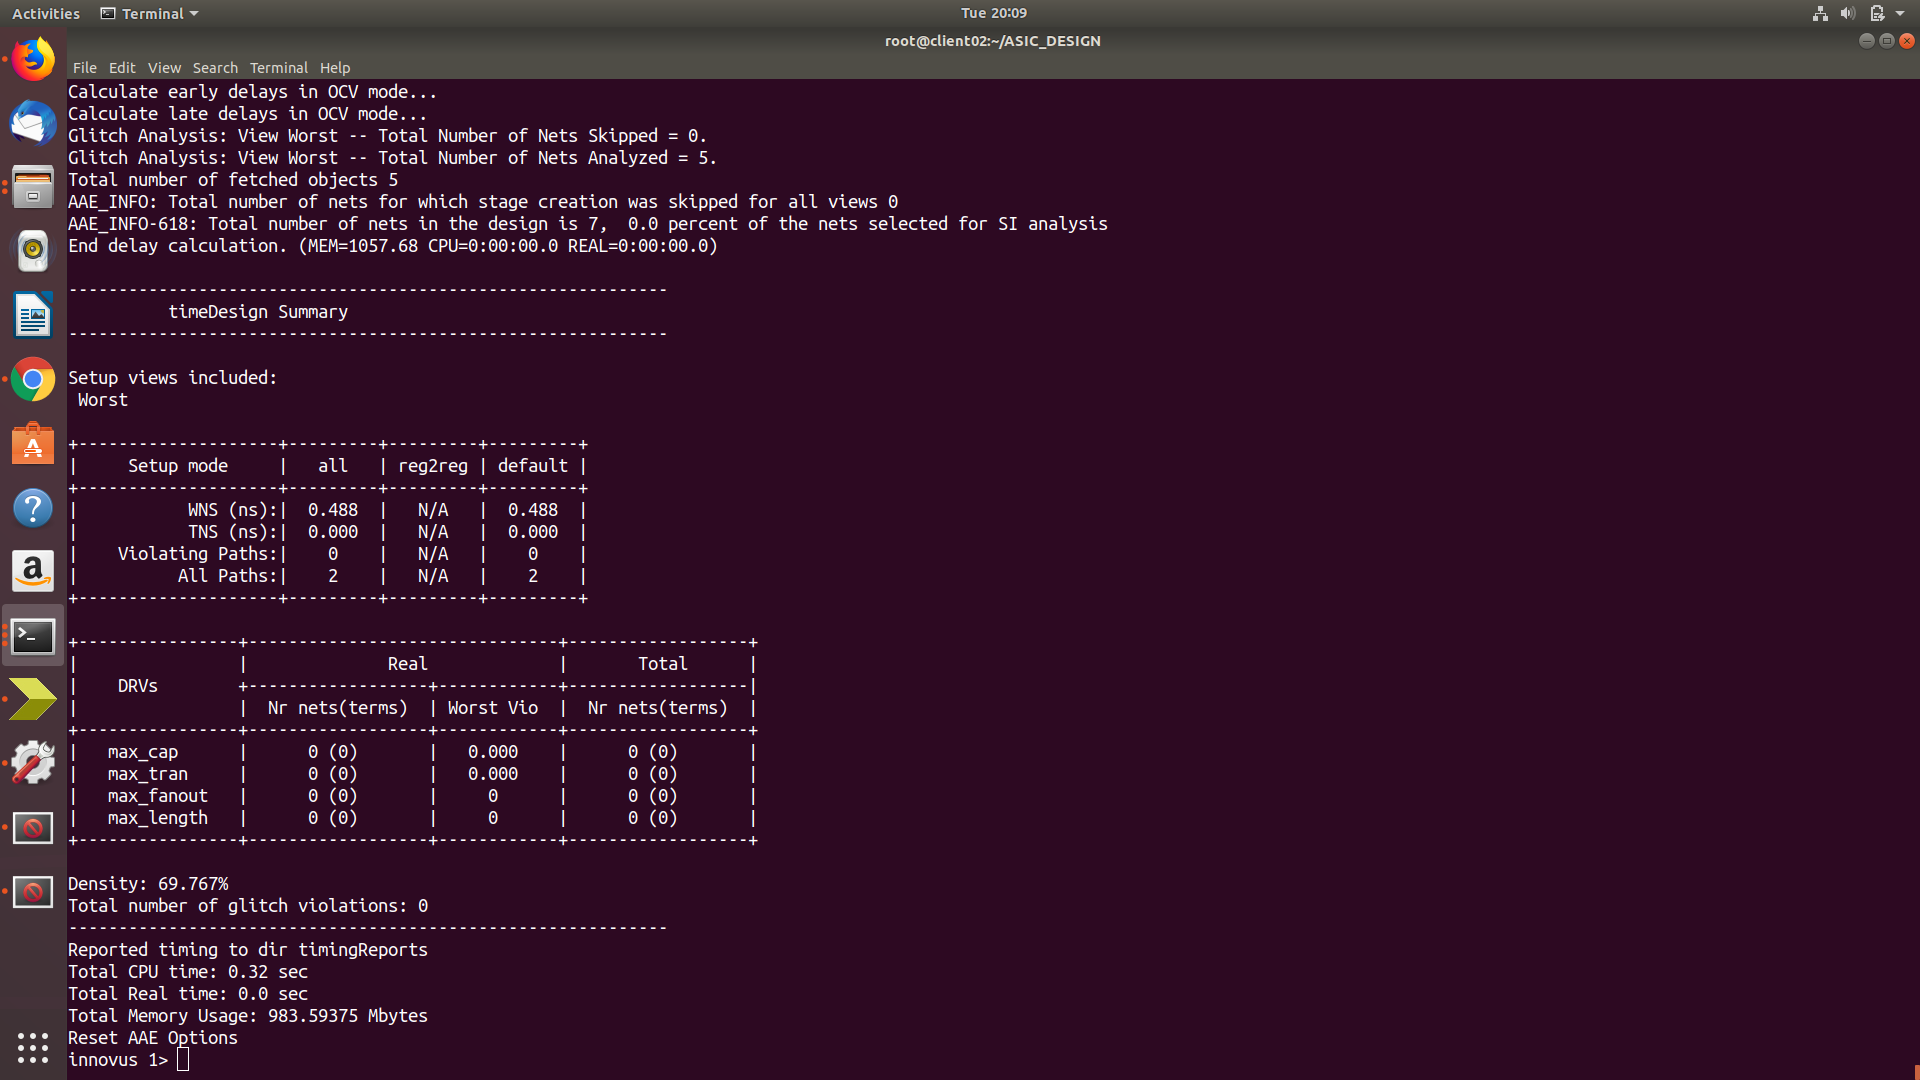 Activities Terminal Tue 20:09
root@client02:~/ASIC_DESIGN
File Edit View Search Terminal Help
Calculate early delays in OCV mode...
Calculate late delays in OCV mode...
Glitch Analysis: View Worst -- Total Number of Nets Skipped = 0.
Glitch Analysis: View Worst -- Total Number of Nets Analyzed = 5.
Total number of fetched objects 5
AAE_INFO: Total number of nets for which stage creation was skipped for all views 0
AAE_INFO-618: Total number of nets in the design is 7,  0.0 percent of the nets selected for SI analysis
End delay calculation. (MEM=1057.68 CPU=0:00:00.0 REAL=0:00:00.0)

------------------------------------------------------------
          timeDesign Summary
------------------------------------------------------------

Setup views included:
 Worst

+--------------------+---------+---------+---------+
|     Setup mode     |   all   | reg2reg | default |
+--------------------+---------+---------+---------+
|           WNS (ns):|  0.488  |   N/A   |  0.488  |
|           TNS (ns):|  0.000  |   N/A   |  0.000  |
|    Violating Paths:|    0    |   N/A   |    0    |
|          All Paths:|    2    |   N/A   |    2    |
+--------------------+---------+---------+---------+

+----------------+-------------------------------+------------------+
|                |              Real             |       Total      |
|    DRVs        +------------------+------------+------------------|
|                |  Nr nets(terms)  | Worst Vio  |  Nr nets(terms)  |
+----------------+------------------+------------+------------------+
|   max_cap      |      0 (0)       |   0.000    |      0 (0)       |
|   max_tran     |      0 (0)       |   0.000    |      0 (0)       |
|   max_fanout   |      0 (0)       |     0      |      0 (0)       |
|   max_length   |      0 (0)       |     0      |      0 (0)       |
+----------------+------------------+------------+------------------+

Density: 69.767%
Total number of glitch violations: 0
------------------------------------------------------------
Reported timing to dir timingReports
Total CPU time: 0.32 sec
Total Real time: 0.0 sec
Total Memory Usage: 983.59375 Mbytes
Reset AAE Options
innovus 1>